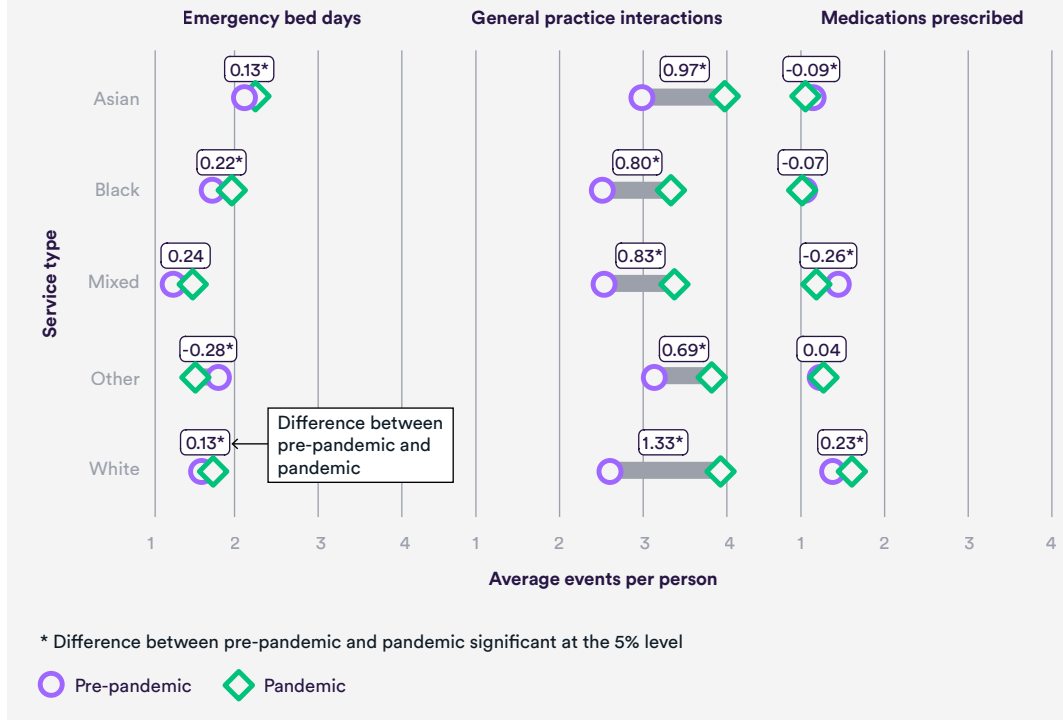 Emergency bed days
General practice interactions
Medications prescribed
Service type
Asian
0.13*
0.97*
-0.09*
Black
0.22*
0.80*
-0.07
Mixed
0.24
0.83*
-0.26*
Other
-0.28*
0.69*
0.04
White
0.13*
1.33*
0.23*
Difference between
pre-pandemic and
pandemic
1 2 3 4
1 2 3 4
1 2 3 4
Average events per person
* Difference between pre-pandemic and pandemic significant at the 5% level
Pre-pandemic
Pandemic